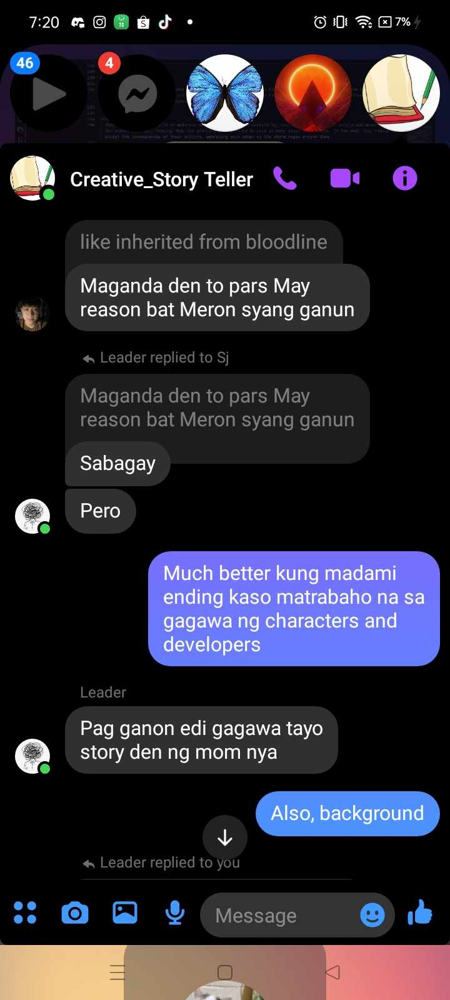 7:20
7%
46
4
Creative_Story Teller
like inherited from bloodline
Maganda den to pars May
reason bat Meron syang ganun
Leader replied to Sj
Maganda den to pars May
reason bat Meron syang ganun
Sabagay
Pero
Much better kung madami
ending kaso matrabaho na sa
gagawa ng characters and
developers
Leader
Pag ganon edi gagawa tayo
story den ng mom nya
Also, background
Leader replied to you
Message